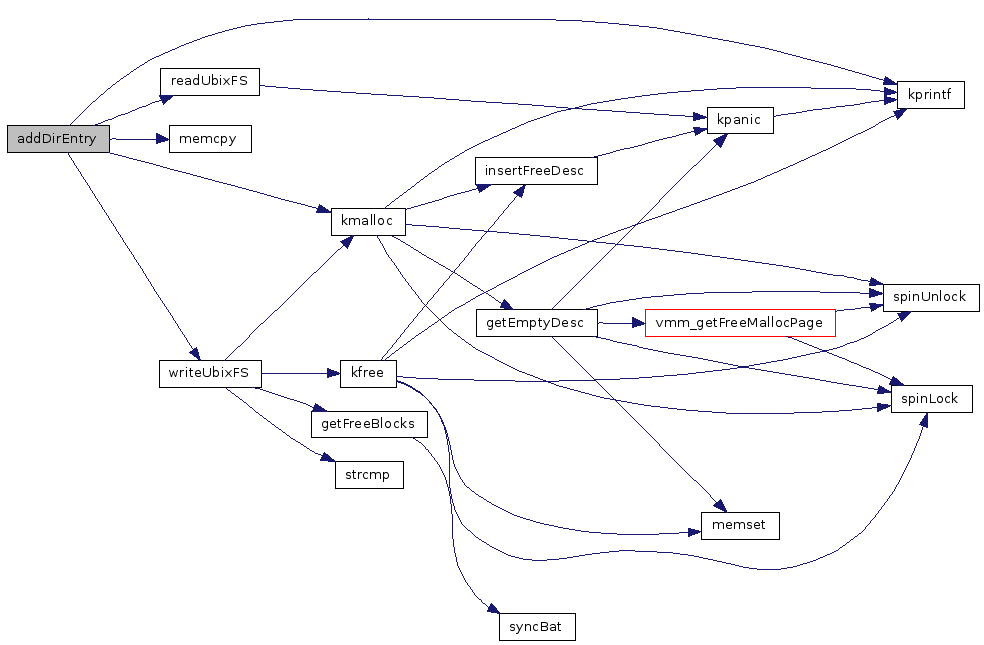 addDirEntry
readUbixFS
memcpy
kmalloc
writeUbixFS
kfree
getFreeBlocks
strcmp
insertFreeDesc
getEmptyDesc
syncBat
kpanic
vmm_getFreeMallocPage
memset
kprintf
spinUnlock
spinLock